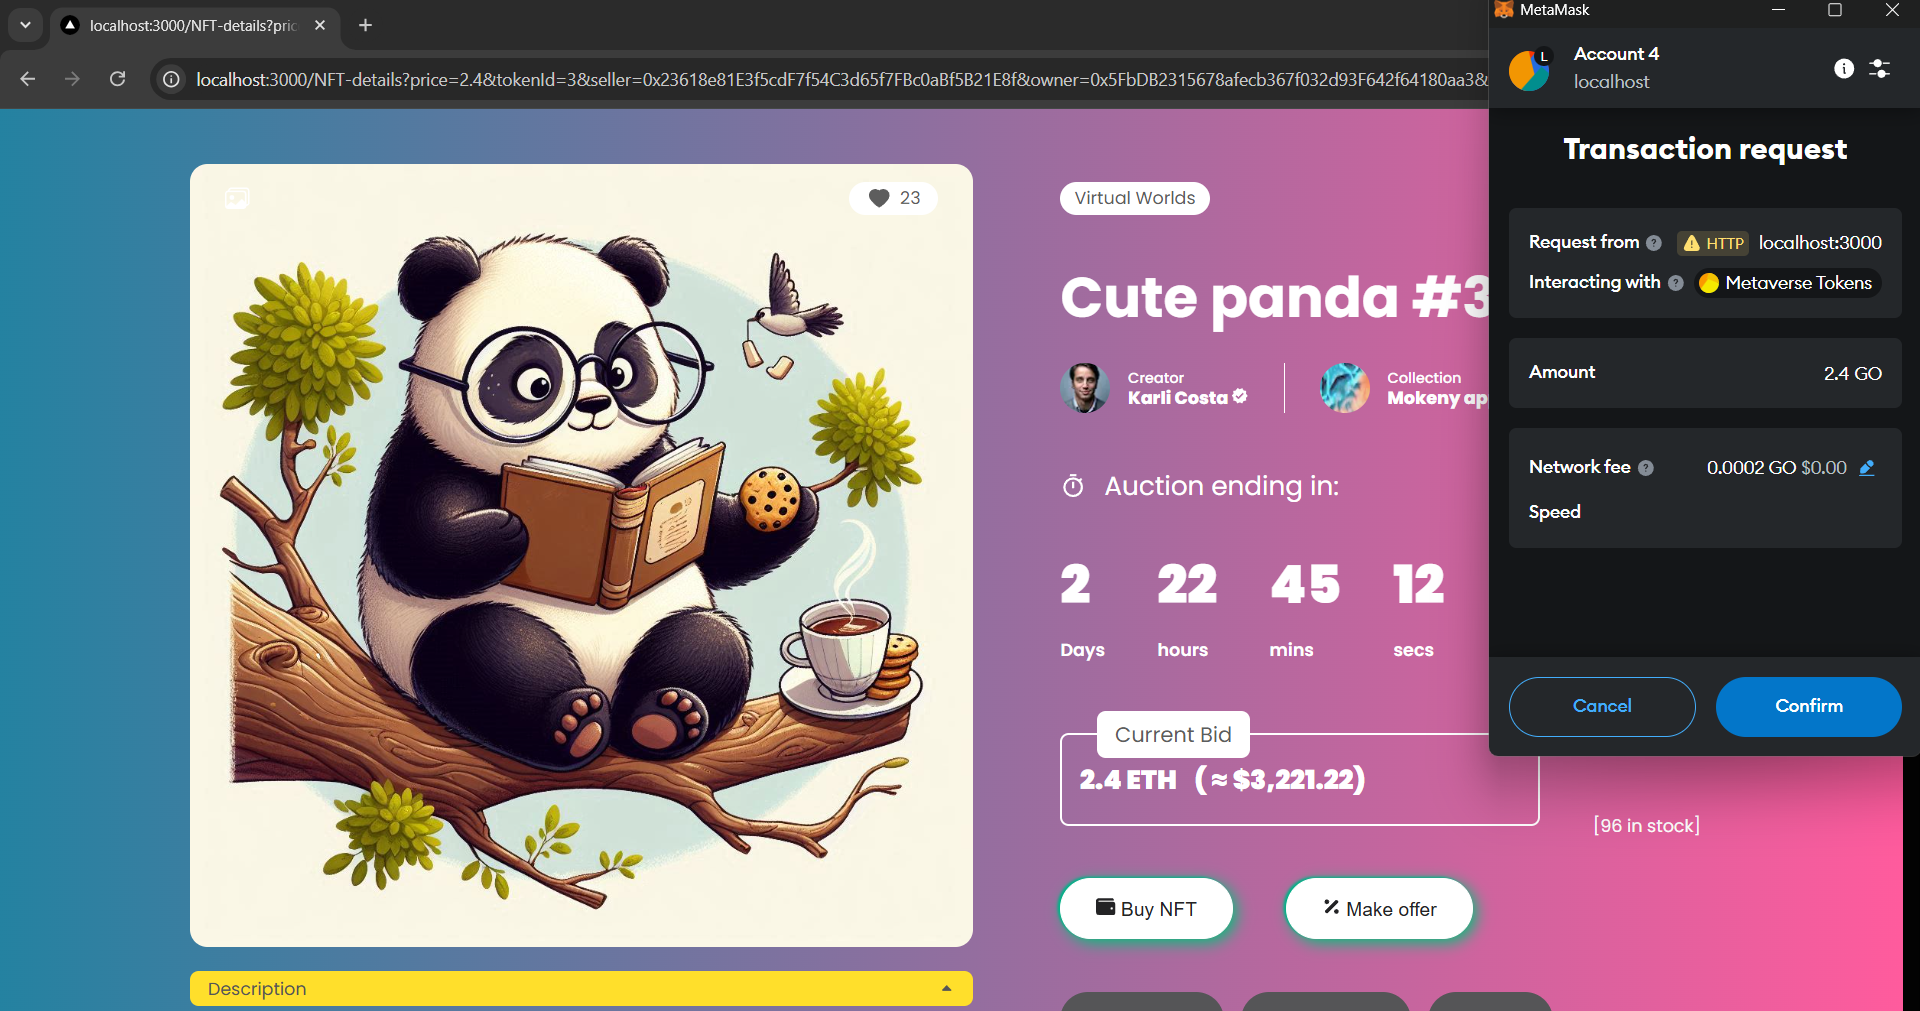 localhost:3000/NFT-details?pric
localhost:3000/NFT-details?price=2.4&tokenId=3&seller=0x23618e81E3f5cdF7f54C3d65f7FBc0aBf5B21E8f&owner=0x5FbDB2315678afecb367f032d93F642f64180aa3&
23
Virtual Worlds
Cute panda #3
Creator
Karli Costa
Collection
Mokeny ap
Auction ending in:
2 22 45 12
Days hours mins secs
Current Bid
2.4 ETH (≈ $3,221.22)
[96 in stock]
Buy NFT
Make offer
Description
MetaMask
L
Account 4
localhost
Transaction request
Request from HTTP localhost:3000
Interacting with Metaverse Tokens
Amount 2.4 GO
Network fee 0.0002 GO $0.00
Speed
Cancel Confirm